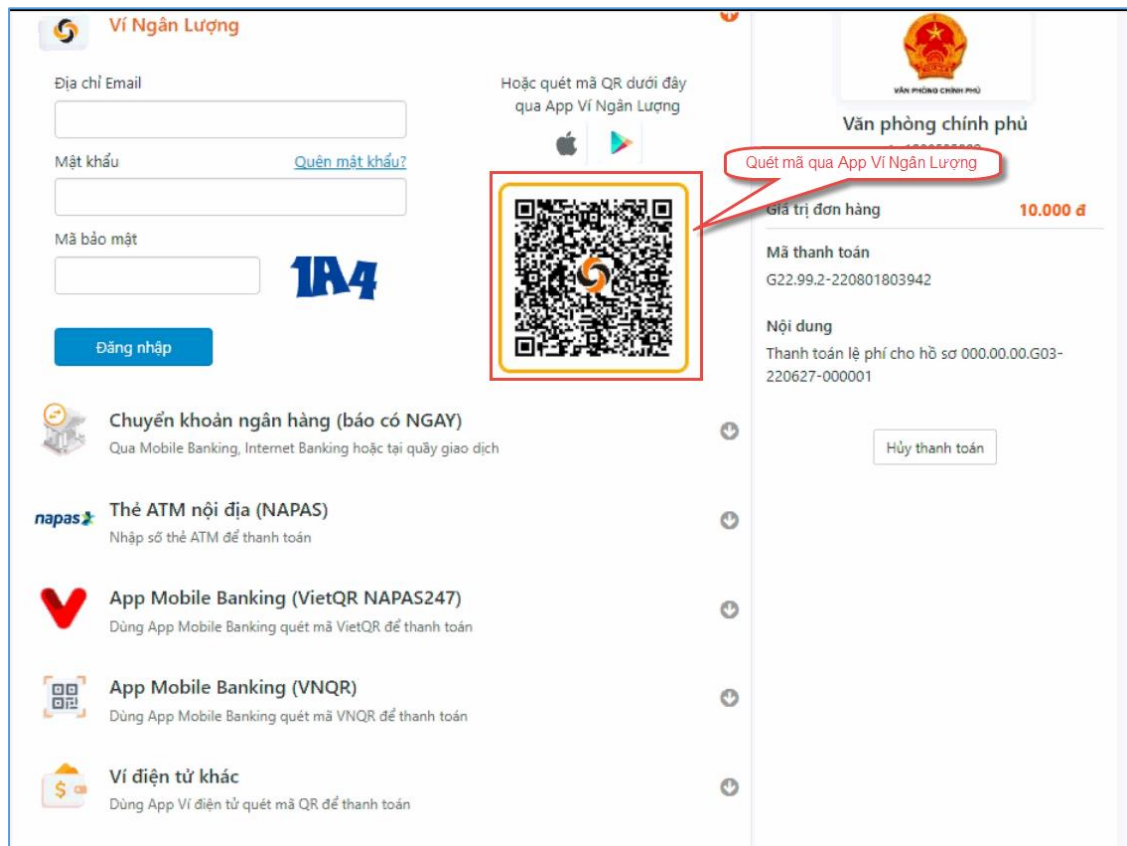 Ví Ngân Lượng
Địa chỉ Email
Hoặc quét mã QR dưới đây
qua App Ví Ngân Lượng
Mật khẩu
Quên mật khẩu?
Mã bảo mật
1A4
Đăng nhập
Chuyển khoản ngân hàng (báo có NGAY)
Qua Mobile Banking, Internet Banking hoặc tại quầy giao dịch
napas
Thẻ ATM nội địa (NAPAS)
Nhập số thẻ ATM để thanh toán
App Mobile Banking (VietQR NAPAS247)
Dùng App Mobile Banking quét mã VietQR để thanh toán
App Mobile Banking (VNQR)
Dùng App Mobile Banking quét mã VNQR để thanh toán
Ví điện tử khác
Dùng App Ví điện tử quét mã QR để thanh toán
VĂN PHÒNG CHÍNH PHỦ
Văn phòng chính phủ
Quét mã qua App Ví Ngân Lượng
Giá trị đơn hàng 10.000 đ
Mã thanh toán
G22.99.2-220801803942
Nội dung
Thanh toán lệ phí cho hồ sơ 000.00.00.G03-
220627-000001
Hủy thanh toán